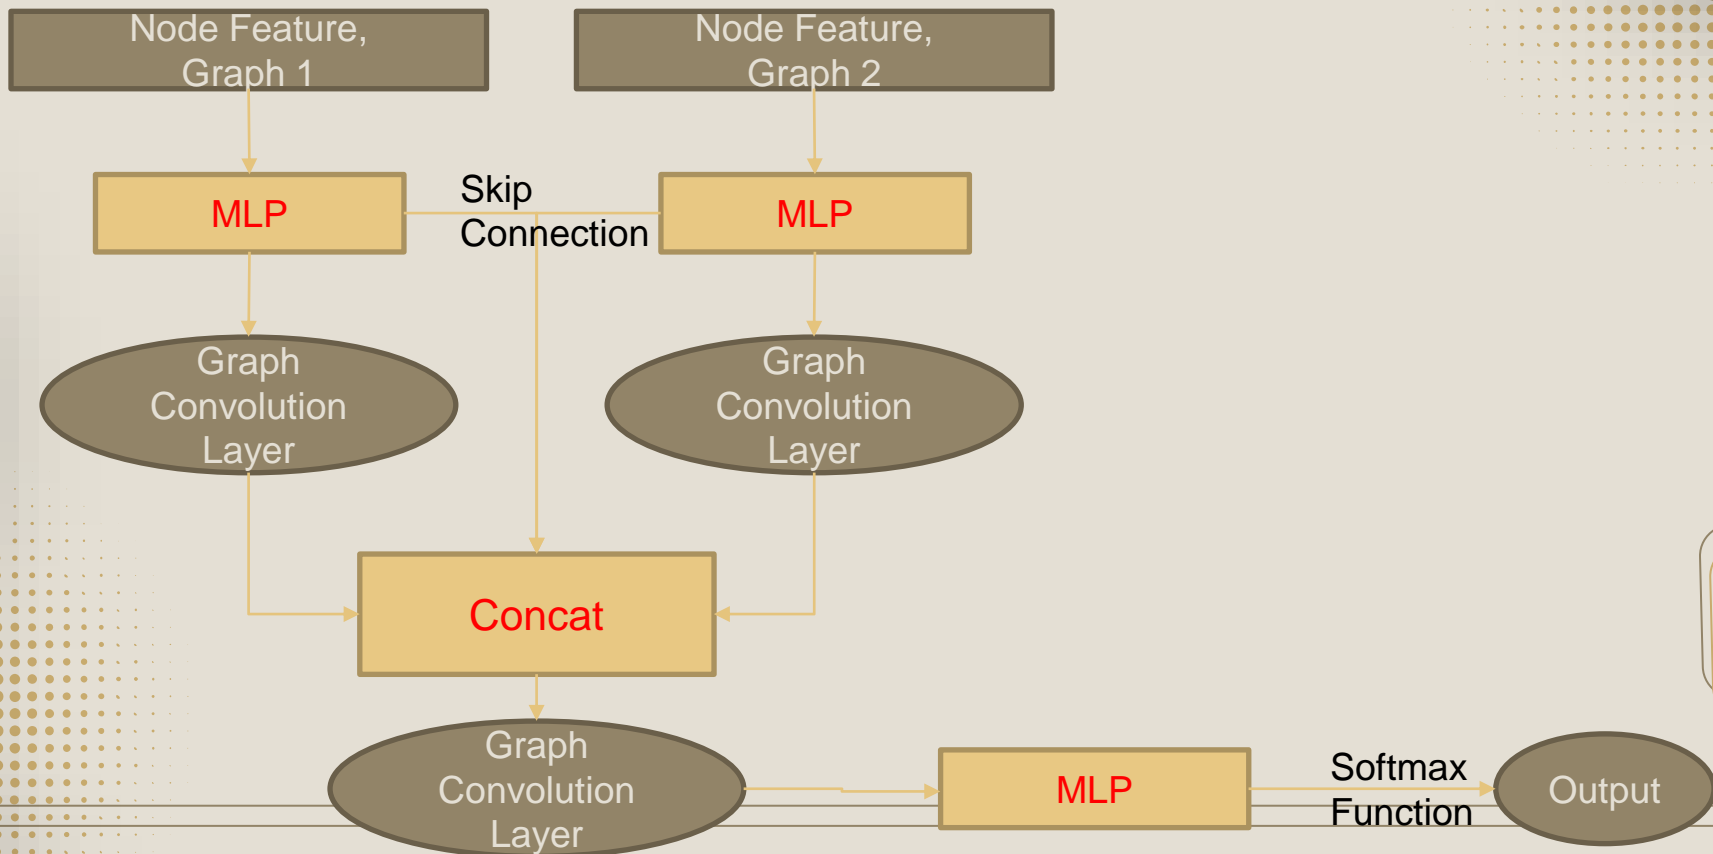 Node Feature,
Graph 1
Node Feature,
Graph 2
MLP
Skip
Connection
MLP
Graph
Convolution
Layer
Graph
Convolution
Layer
Concat
Graph
Convolution
Layer
MLP
Softmax
Function
Output